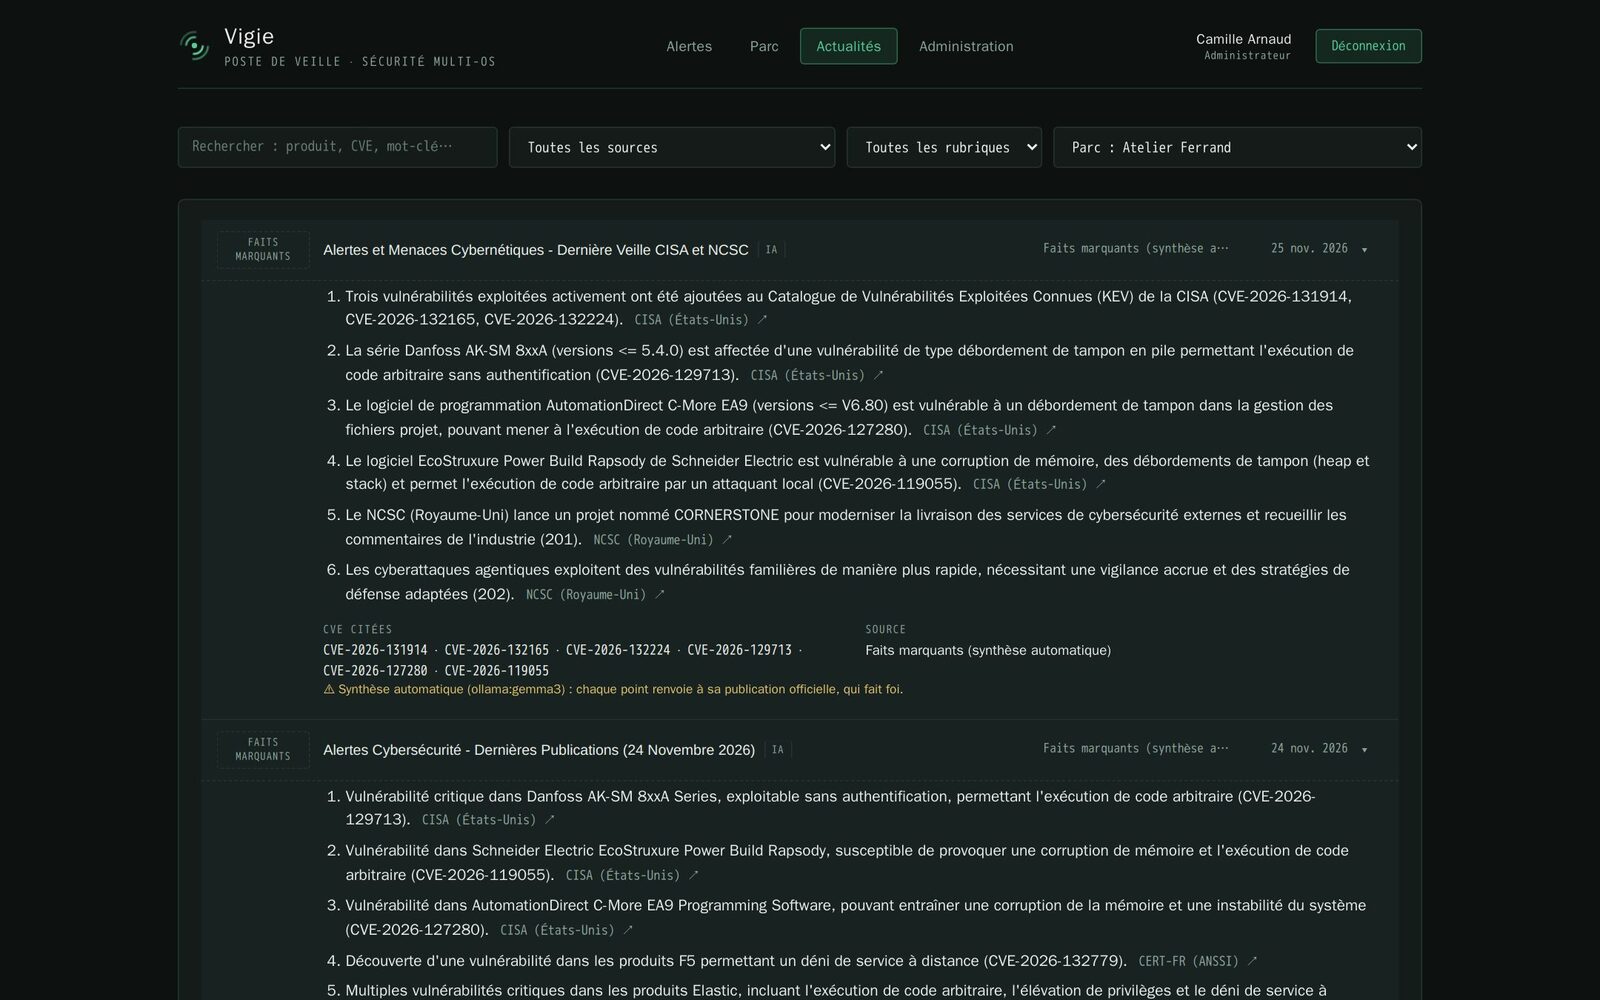 Vigie
POSTE DE VEILLE · SÉCURITÉ MULTI-OS
Alertes
Parc
Actualités
Administration
Camille Arnaud
Administrateur
Déconnexion
Rechercher : produit, CVE, mot-clé…
Toutes les sources
Toutes les rubriques
Parc : Atelier Ferrand
FAITS
MARQUANTS
Alertes et Menaces Cybernétiques - Dernière Veille CISA et NCSC
IA
Faits marquants (synthèse a…
25 nov. 2026
1. Trois vulnérabilités exploitées activement ont été ajoutées au Catalogue de Vulnérabilités Exploitées Connues (KEV) de la CISA (CVE-2026-131914,
CVE-2026-132165, CVE-2026-132224). CISA (États-Unis) ↗
2. La série Danfoss AK-SM 8xxA (versions <= 5.4.0) est affectée d'une vulnérabilité de type débordement de tampon en pile permettant l'exécution de
code arbitraire sans authentification (CVE-2026-129713). CISA (États-Unis) ↗
3. Le logiciel de programmation AutomationDirect C-More EA9 (versions <= V6.80) est vulnérable à un débordement de tampon dans la gestion des
fichiers projet, pouvant mener à l'exécution de code arbitraire (CVE-2026-127280). CISA (États-Unis) ↗
4. Le logiciel EcoStruxure Power Build Rapsody de Schneider Electric est vulnérable à une corruption de mémoire, des débordements de tampon (heap et
stack) et permet l'exécution de code arbitraire par un attaquant local (CVE-2026-119055). CISA (États-Unis) ↗
5. Le NCSC (Royaume-Uni) lance un projet nommé CORNERSTONE pour moderniser la livraison des services de cybersécurité externes et recueillir les
commentaires de l'industrie (201). NCSC (Royaume-Uni) ↗
6. Les cyberattaques agentiques exploitent des vulnérabilités familières de manière plus rapide, nécessitant une vigilance accrue et des stratégies de
défense adaptées (202). NCSC (Royaume-Uni) ↗
CVE CITÉES
CVE-2026-131914 · CVE-2026-132165 · CVE-2026-132224 · CVE-2026-129713 ·
CVE-2026-127280 · CVE-2026-119055
SOURCE
Faits marquants (synthèse automatique)
⚠ Synthèse automatique (ollama:gemma3) : chaque point renvoie à sa publication officielle, qui fait foi.
FAITS
MARQUANTS
Alertes Cybersécurité - Dernières Publications (24 Novembre 2026)
IA
Faits marquants (synthèse a…
24 nov. 2026
1. Vulnérabilité critique dans Danfoss AK-SM 8xxA Series, exploitable sans authentification, permettant l'exécution de code arbitraire (CVE-2026-
129713). CISA (États-Unis) ↗
2. Vulnérabilité dans Schneider Electric EcoStruxure Power Build Rapsody, susceptible de provoquer une corruption de mémoire et l'exécution de code
arbitraire (CVE-2026-119055). CISA (États-Unis) ↗
3. Vulnérabilité dans AutomationDirect C-More EA9 Programming Software, pouvant entraîner une corruption de la mémoire et une instabilité du système
(CVE-2026-127280). CISA (États-Unis) ↗
4. Découverte d'une vulnérabilité dans les produits F5 permettant un déni de service à distance (CVE-2026-132779). CERT-FR (ANSSI) ↗
5. Multiples vulnérabilités critiques dans les produits Elastic, incluant l'exécution de code arbitraire, l'élévation de privilèges et le déni de service à